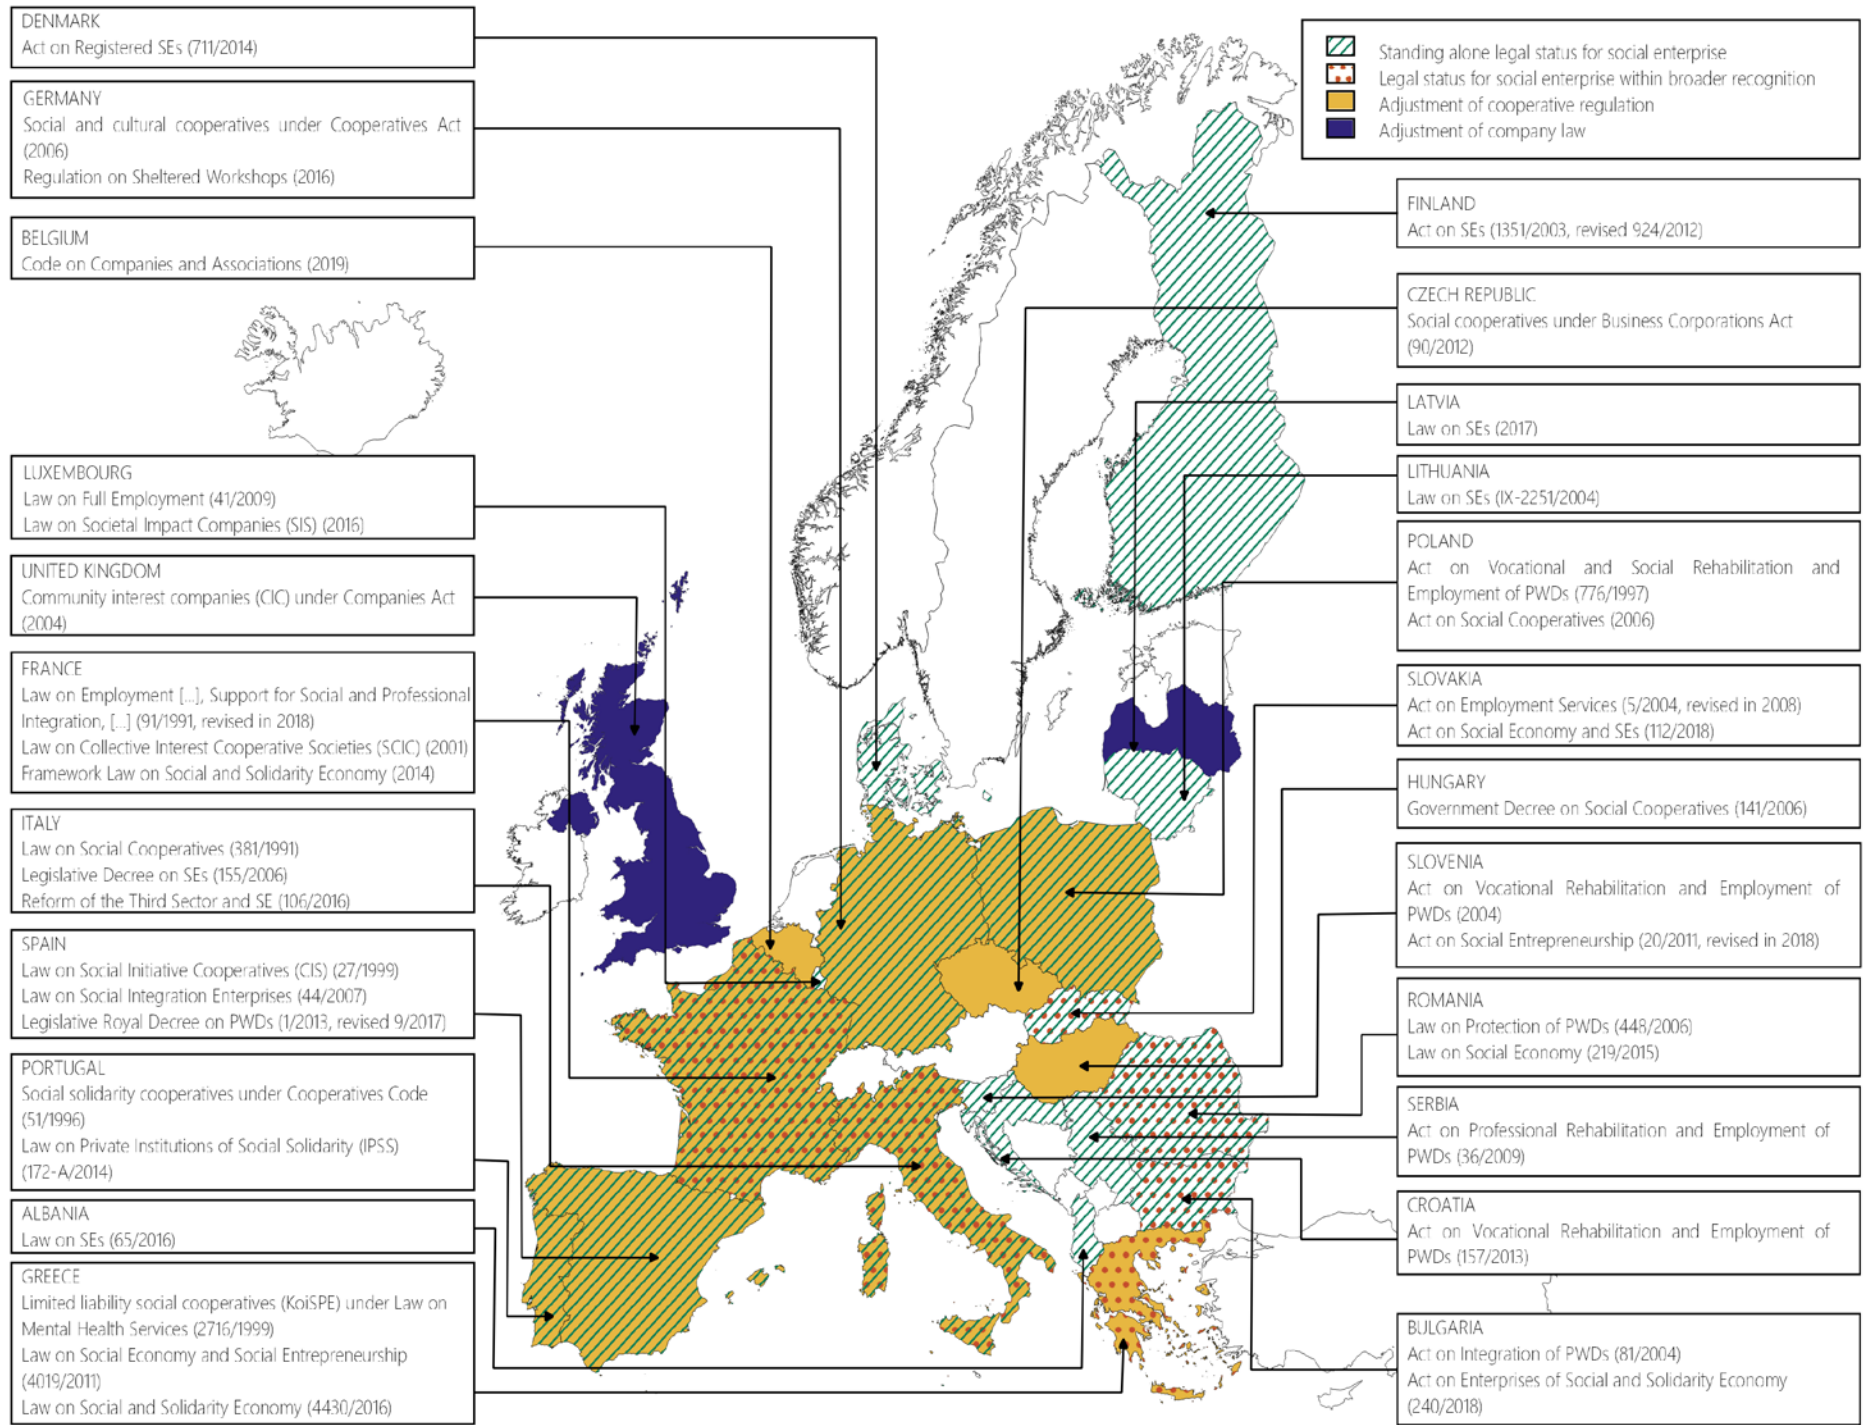 DENMARK
Act on Registered SEs (711/2014)
GERMANY
Social and cultural cooperatives under Cooperatives Act
(2006)
Regulation on Sheltered Workshops (2016)
BELGIUM
Code on Companies and Associations (2019)
LUXEMBOURG
Law on Full Employment (41/2009)
Law on Societal Impact Companies (SIS) (2016)
UNITED KINGDOM
Community interest companies (CIC) under Companies Act
(2004)
FRANCE
Law on Employment [...], Support for Social and Professional
Integration, [...] (91/1991, revised in 2018)
Law on Collective Interest Cooperative Societies (SCIC) (2001)
Framework Law on Social and Solidarity Economy (2014)
ITALY
Law on Social Cooperatives (381/1991)
Legislative Decree on SEs (155/2006)
Reform of the Third Sector and SE (106/2016)
SPAIN
Law on Social Initiative Cooperatives (CIS) (27/1999)
Law on Social Integration Enterprises (44/2007)
Legislative Royal Decree on PWDs (1/2013, revised 9/2017)
PORTUGAL
Social solidarity cooperatives under Cooperatives Code
(51/1996)
Law on Private Institutions of Social Solidarity (IPSS)
(172-A/2014)
ALBANIA
Law on SEs (65/2016)
GREECE
Limited liability social cooperatives (KoiSPE) under Law on
Mental Health Services (2716/1999)
Law on Social Economy and Social Entrepreneurship
(4019/2011)
Law on Social and Solidarity Economy (4430/2016)
Standing alone legal status for social enterprise
Legal status for social enterprise within broader recognition
Adjustment of cooperative regulation
Adjustment of company law
FINLAND
Act on SEs (1351/2003, revised 924/2012)
CZECH REPUBLIC
Social cooperatives under Business Corporations Act
(90/2012)
LATVIA
Law on SEs (2017)
LITHUANIA
Law on SEs (IX-2251/2004)
POLAND
Act on Vocational and Social Rehabilitation and
Employment of PWDs (776/1997)
Act on Social Cooperatives (2006)
SLOVAKIA
Act on Employment Services (5/2004, revised in 2008)
Act on Social Economy and SEs (112/2018)
HUNGARY
Government Decree on Social Cooperatives (141/2006)
SLOVENIA
Act on Vocational Rehabilitation and Employment of
PWDs (2004)
Act on Social Entrepreneurship (20/2011, revised in 2018)
ROMANIA
Law on Protection of PWDs (448/2006)
Law on Social Economy (219/2015)
SERBIA
Act on Professional Rehabilitation and Employment of
PWDs (36/2009)
CROATIA
Act on Vocational Rehabilitation and Employment of
PWDs (157/2013)
BULGARIA
Act on Integration of PWDs (81/2004)
Act on Enterprises of Social and Solidarity Economy
(240/2018)